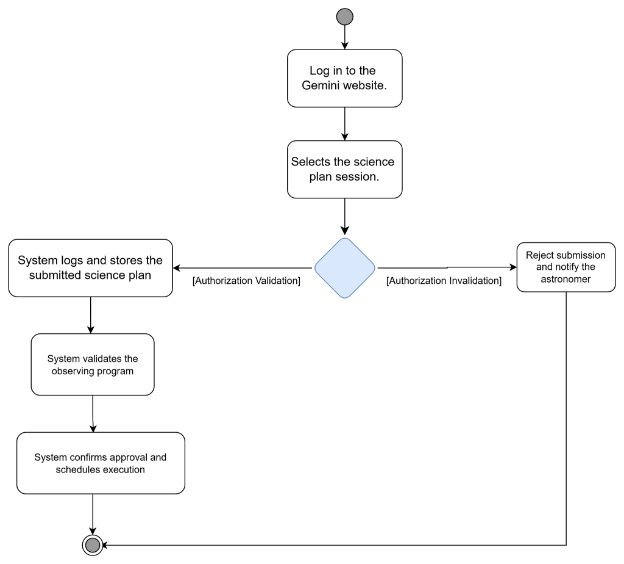 Log in to the
Gemini website.
Selects the science
plan session.
System logs and stores the
submitted science plan
[Authorization Validation]
[Authorization Invalidation]
Reject submission
and notify the
astronomer
System validates the
observing program
System confirms approval and
schedules execution